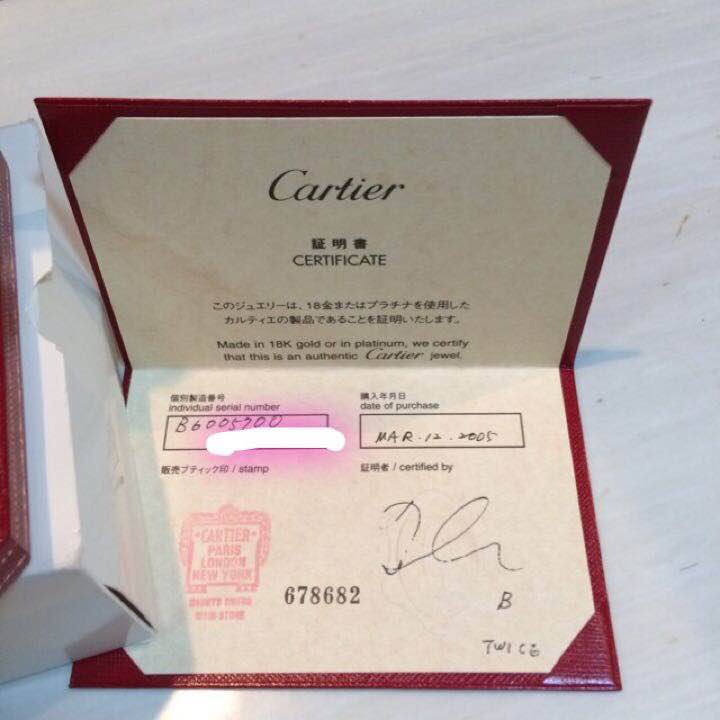 Cartier
証明書
CERTIFICATE
このジュエリーは、18金またはプラチナを使用した
カルティエの製品であることを証明いたします。
Made in 18K gold or in platinum, we certify
that this is an authentic Cartier jewel.
個別製造番号
individual serial number
B6005700
購入年月日
date of purchase
MAR.12.2005
販売ブティック印 / stamp
証明者 / certified by
CARTIER
PARIS
LONDON
NEW YORK
678682
B
TWICE